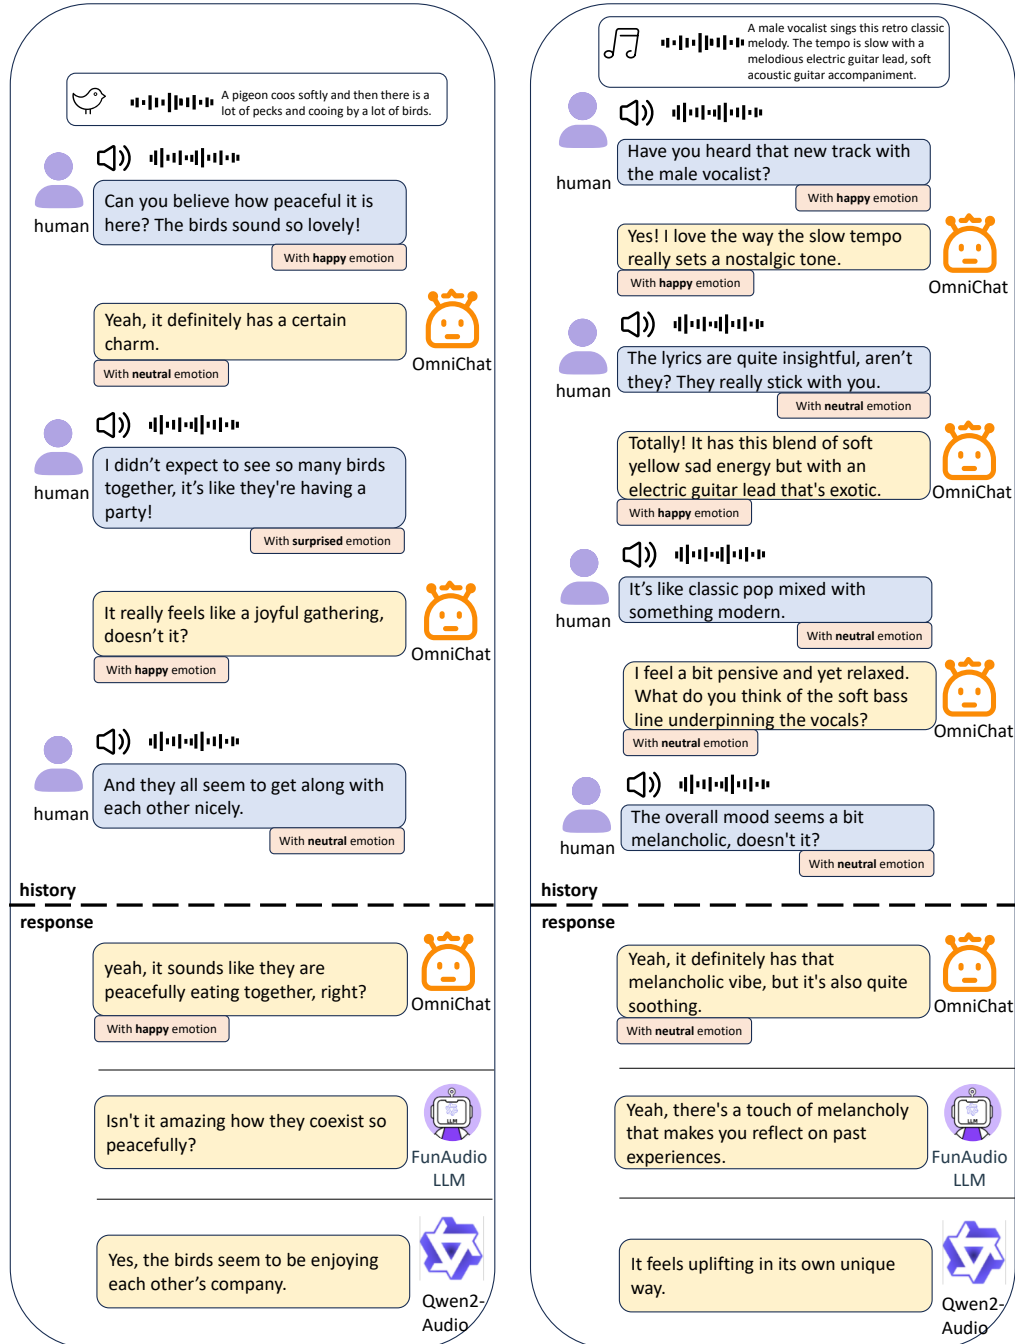 A pigeon coos softly and then there is a
lot of pecks and cooing by a lot of birds.
human
Can you believe how peaceful it is
here? The birds sound so lovely!
With happy emotion
Yeah, it definitely has a certain
charm.
With neutral emotion
OmniChat
human
I didn’t expect to see so many birds
together, it’s like they're having a
party!
With surprised emotion
It really feels like a joyful gathering,
doesn’t it?
With happy emotion
OmniChat
human
And they all seem to get along with
each other nicely.
With neutral emotion
history
response
yeah, it sounds like they are
peacefully eating together, right?
With happy emotion
OmniChat
Isn't it amazing how they coexist so
peacefully?
LLM
FunAudio
LLM
Yes, the birds seem to be enjoying
each other’s company.
Qwen2-
Audio
A male vocalist sings this retro classic
melody. The tempo is slow with a
melodious electric guitar lead, soft
acoustic guitar accompaniment.
human
Have you heard that new track with
the male vocalist?
With happy emotion
Yes! I love the way the slow tempo
really sets a nostalgic tone.
With happy emotion
OmniChat
human
The lyrics are quite insightful, aren’t
they? They really stick with you.
With neutral emotion
Totally! It has this blend of soft
yellow sad energy but with an
electric guitar lead that's exotic.
With happy emotion
OmniChat
human
It’s like classic pop mixed with
something modern.
With neutral emotion
I feel a bit pensive and yet relaxed.
What do you think of the soft bass
line underpinning the vocals?
With neutral emotion
OmniChat
human
The overall mood seems a bit
melancholic, doesn't it?
With neutral emotion
history
response
Yeah, it definitely has that
melancholic vibe, but it's also quite
soothing.
With neutral emotion
OmniChat
Yeah, there's a touch of melancholy
that makes you reflect on past
experiences.
LLM
FunAudio
LLM
It feels uplifting in its own unique
way.
Qwen2-
Audio